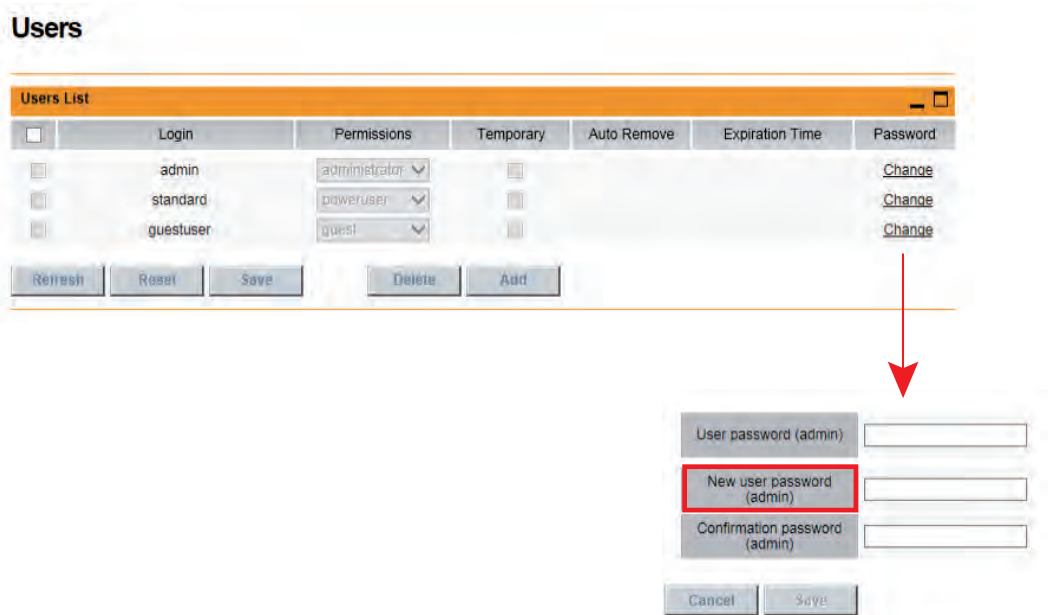 Users
Users List
Login Permissions Temporary Auto Remove Expiration Time Password
admin administrator Change
standard poweruser Change
guestuser guest Change
Refresh Reset Save Delete Add
User password (admin)
New user password
(admin)
Confirmation password
(admin)
Cancel Save